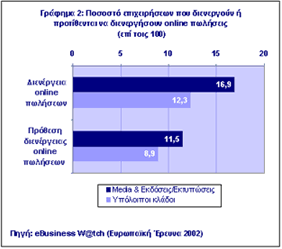 Γράφημα 2: Ποσοστό επιχειρήσεων που διενεργούν ή
προτίθενται να διενεργήσουν online πωλήσεις
(επί τοις 100)
0
5
10
15
20
Διενέργεια
online
πωλήσεων
16,9
12,3
Πρόθεση
διενέργειας
online
πωλήσεων
11,5
8,9
Media & Εκδόσεις/Εκτυπώσεις
Υπόλοιποι κλάδοι
Πηγή: eBusiness W@tch (Ευρωπαϊκή Έρευνα 2002)